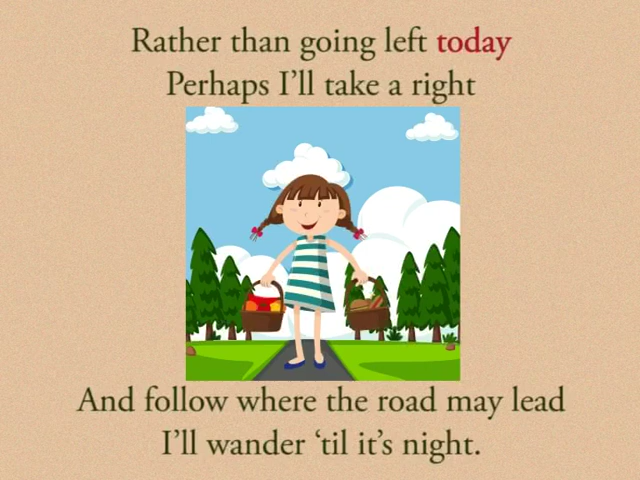 Rather than going left today
Perhaps I’ll take a right
And follow where the road may lead
I’ll wander ‘til it’s night.